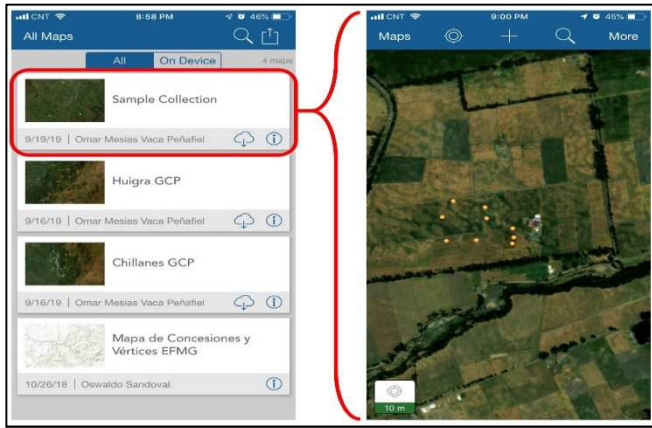 CNT 8:58 PM 46%
All Maps
All On Device 4 maps
Sample Collection
9/19/19 | Omar Mesias Vaca Peñafiel
Huigra GCP
9/16/19 | Omar Mesias Vaca Peñafiel
Chillanes GCP
9/16/19 | Omar Mesias Vaca Peñafiel
Mapa de Concesiones y
Vértices EFMG
10/26/18 | Oswaldo Sandoval
CNT 9:00 PM 45%
Maps More
10 m